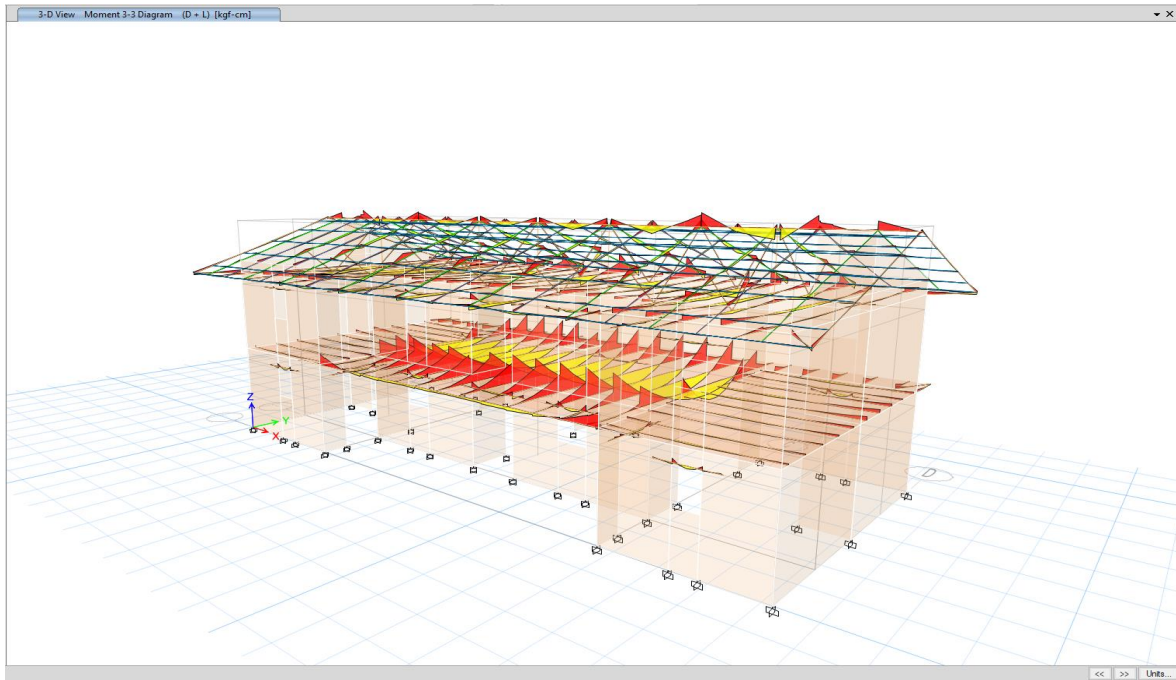 3-D View Moment 3-3 Diagram (D + L) [kgf-cm]
Z
Y
X
D
<< >> Units...